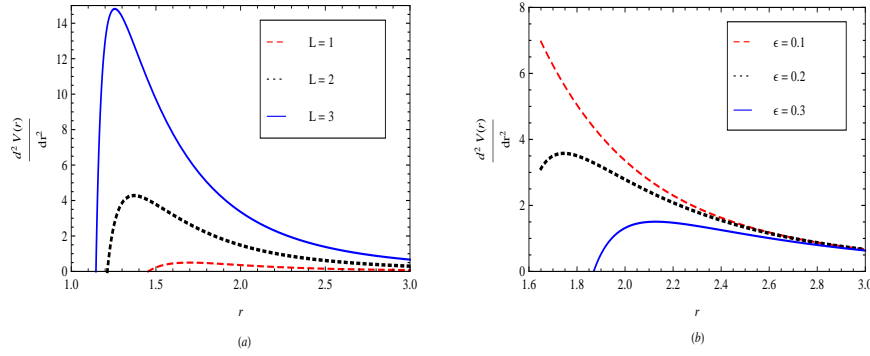 14
12
10
8
6
4
2
0
d² V(r)
dr²
L = 1
L = 2
L = 3
1.0 1.5 2.0 2.5 3.0
r
(a)
8
6
4
2
0
d² V(r)
dr²
ϵ = 0.1
ϵ = 0.2
ϵ = 0.3
1.6 1.8 2.0 2.2 2.4 2.6 2.8 3.0
r
(b)